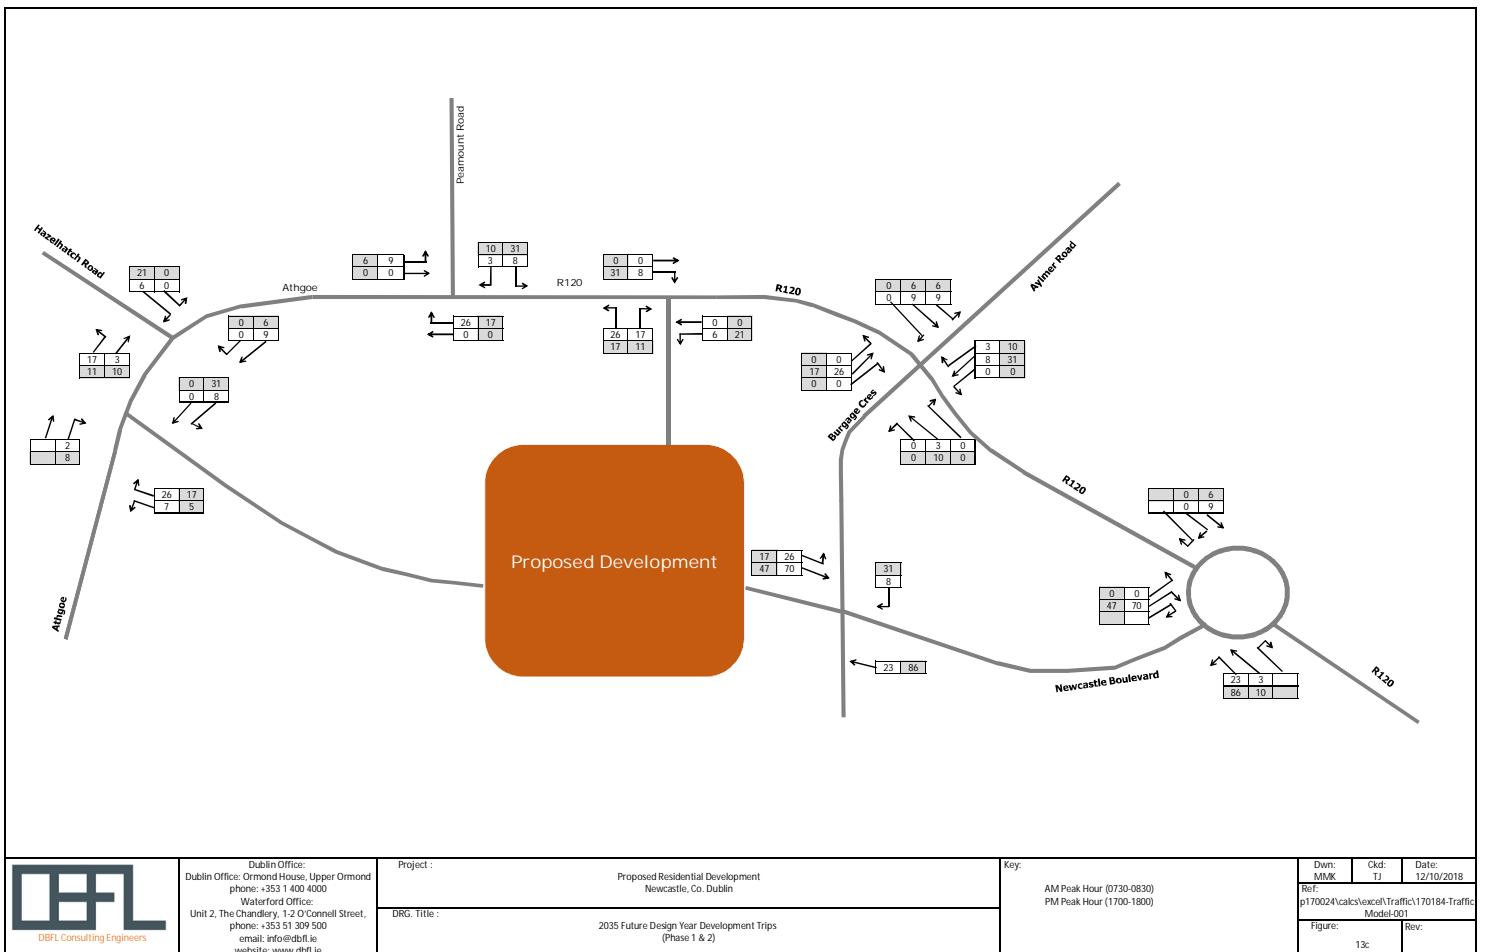 Peamount Road
Hazelhatch Road
21 0
6 0
6 9
0 0
10 31
3 8
0 0
31 8
Athgoe
R120
R120
Aylmer Road
0 6 6
0 9 9
0 6
0 9
26 17
0 0
26 17
17 11
0 0
6 21
17 3
11 10
0 0
17 26
0 0
3 10
8 31
0 0
0 31
0 8
Burgage Cres
2
8
0 3 0
0 10 0
26 17
7 5
R120
0 6
0 9
Proposed Development
17 26
47 70
31
8
0 0
47 70
Athgoe
23 86
Newcastle Boulevard
23 3
86 10
R120
DBFL
DBFL Consulting Engineers
Dublin Office:
Dublin Office: Ormond House, Upper Ormond
phone: +353 1 400 4000
Waterford Office:
Unit 2, The Chandlery, 1-2 O'Connell Street,
phone: +353 51 309 500
email: info@dbfl.ie
website: www.dbfl.ie
Project :
Proposed Residential Development
Newcastle, Co. Dublin
DRG. Title :
2035 Future Design Year Development Trips
(Phase 1 & 2)
Key:
AM Peak Hour (0730-0830)
PM Peak Hour (1700-1800)
Dwn: Ckd: Date:
MMK TJ 12/10/2018
Ref:
p170024\calcs\excel\Traffic\170184-Traffic
Model-001
Figure: Rev:
13c